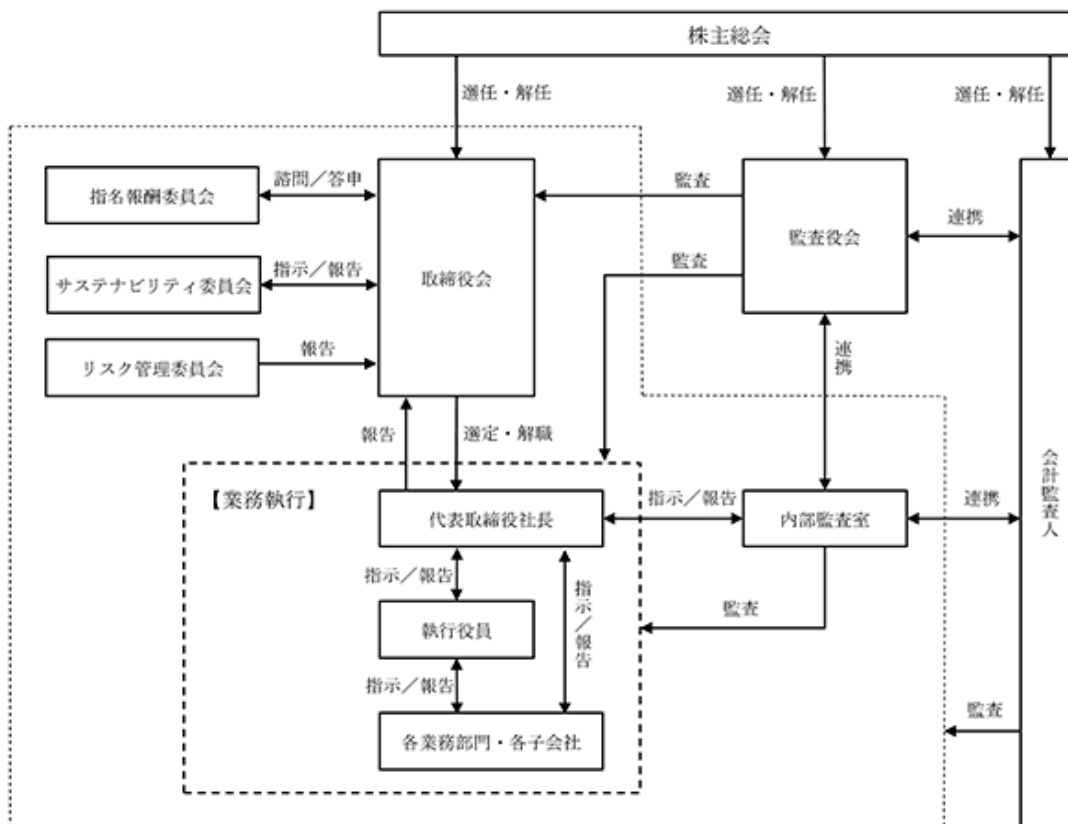 株主総会
選任・解任
選任・解任
選任・解任
指名報酬委員会
諮問／答申
取締役会
監査
監査役会
連携
サステナビリティ委員会
指示／報告
監査
リスク管理委員会
報告
連携
報告
選定・解職
【業務執行】
代表取締役社長
指示／報告
内部監査室
連携
会計監査人
指示／報告
指示／報告
執行役員
監査
指示／報告
各業務部門・各子会社
監査